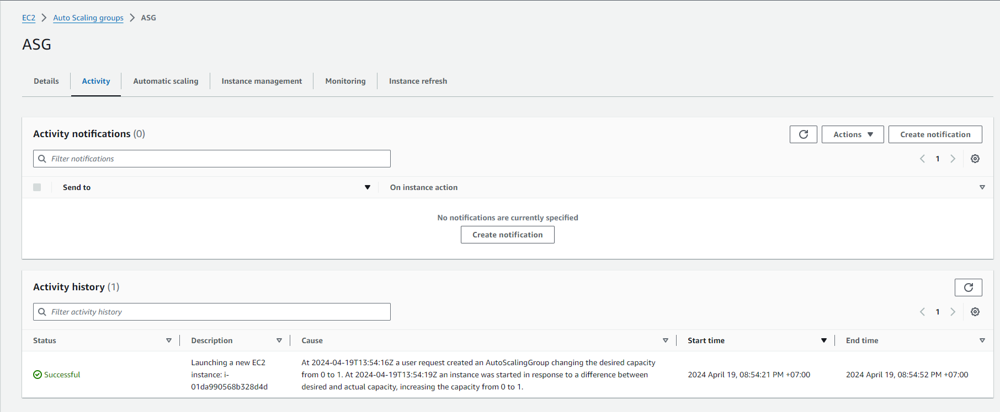 EC2 Auto Scaling groups ASG
ASG
Details Activity Automatic scaling Instance management Monitoring Instance refresh
Activity notifications (0) Actions Create notification
Filter notifications 1
Send to On instance action
No notifications are currently specified
Create notification
Activity history (1)
Filter activity history 1
Status Description Cause Start time End time
Successful
Launching a new EC2
instance: i-
01da990568b328d4d
At 2024-04-19T13:54:16Z a user request created an AutoScalingGroup changing the desired capacity
from 0 to 1. At 2024-04-19T13:54:19Z an instance was started in response to a difference between
desired and actual capacity, increasing the capacity from 0 to 1.
2024 April 19, 08:54:21 PM +07:00
2024 April 19, 08:54:52 PM +07:00